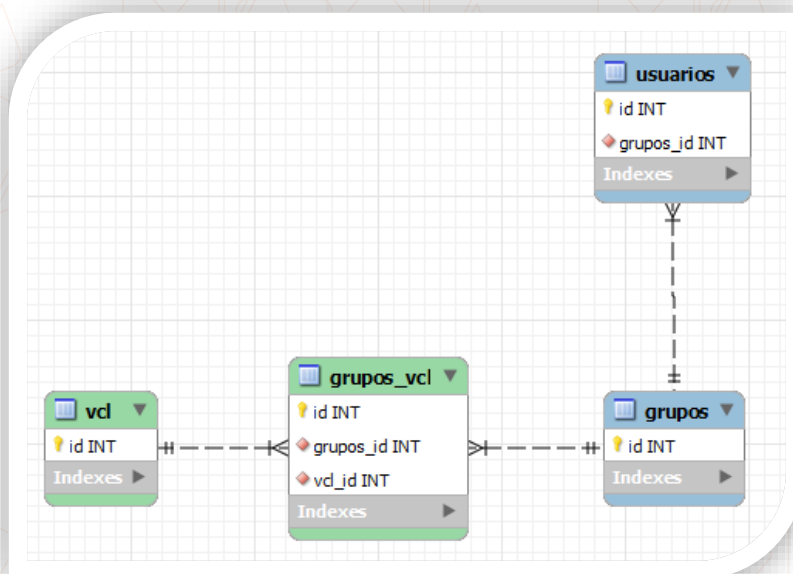 usuarios
id INT
grupos_id INT
Indexes
grupos_vcl
id INT
grupos_id INT
vcl_id INT
Indexes
vcl
id INT
Indexes
grupos
id INT
Indexes